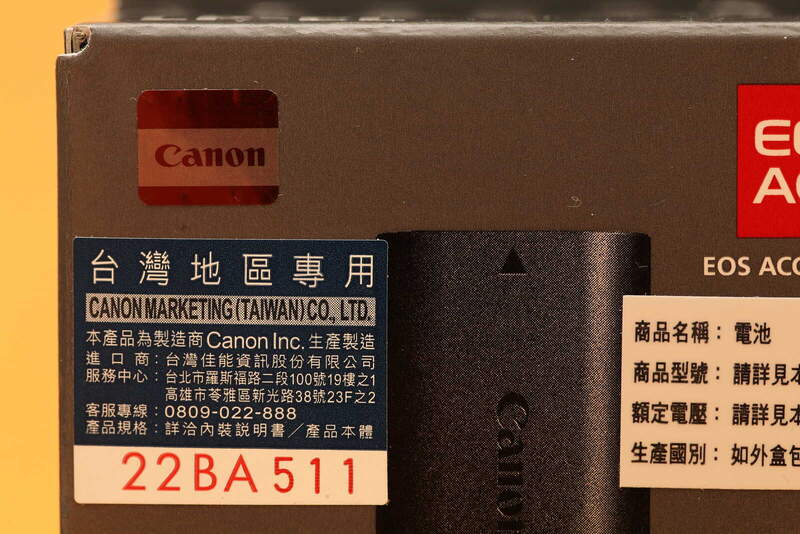 Canon
台灣地區專用
CANON MARKETING (TAIWAN) CO., LTD.
本產品為製造商Canon Inc.生產製造
進口商：台灣佳能資訊股份有限公司
服務中心：台北市羅斯福路二段100號19樓之1
高雄市苓雅區新光路38號23F之2
客服專線：0809-022-888
產品規格：詳洽內裝說明書／產品本體
22BA511
Canon
EOS ACC
商品名稱：電池
商品型號：請詳見本
額定電壓：請詳見本
生產國別：如外盒包